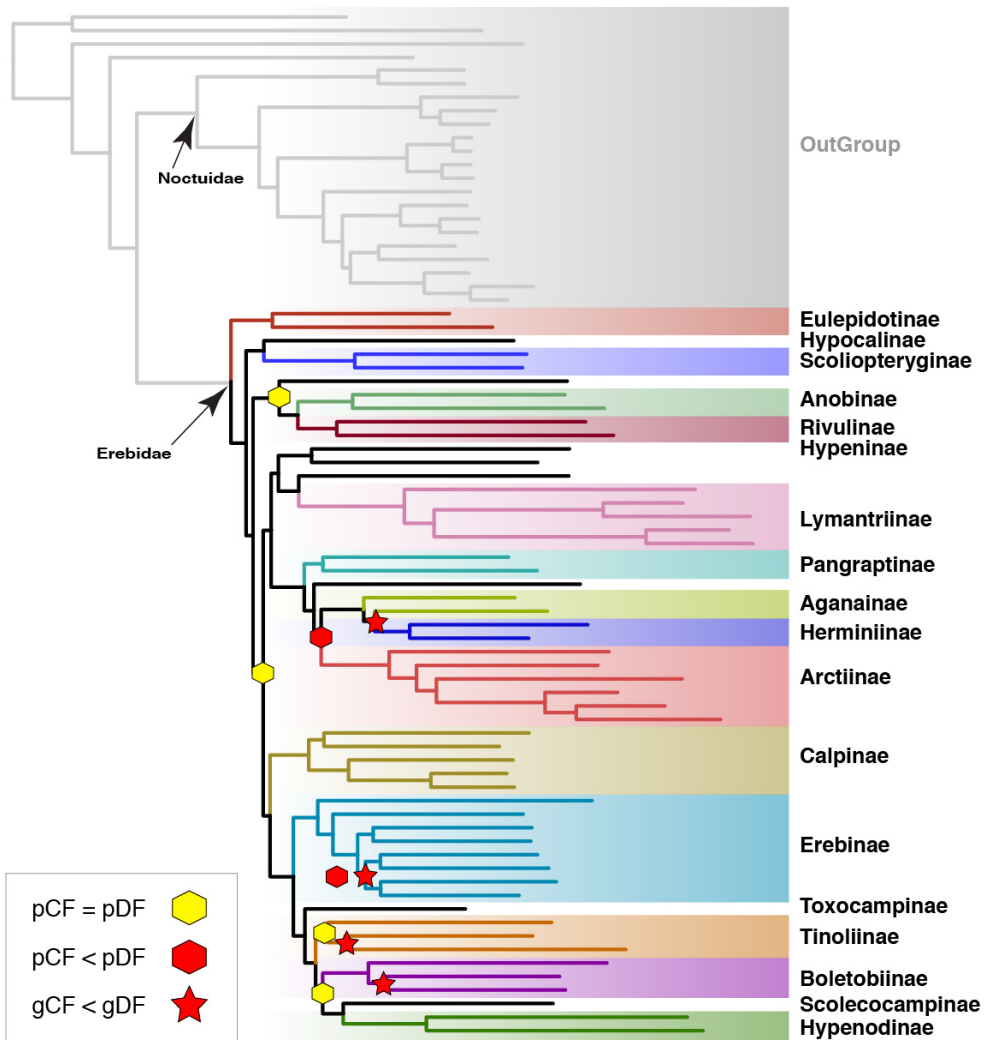 OutGroup
Noctuidae
Eulepidotinae
Hypocalinae
Scoliopteryginae
Anobinae
Rivulinae
Erebidae
Hypeninae
Lymantriinae
Pangraptinae
Aganainae
Herminiinae
Arctiinae
Calpinae
Erebinae
Toxocampinae
Tinoliinae
Boletobiinae
Scolecocampinae
Hypenodinae
pCF = pDF
pCF < pDF
gCF < gDF